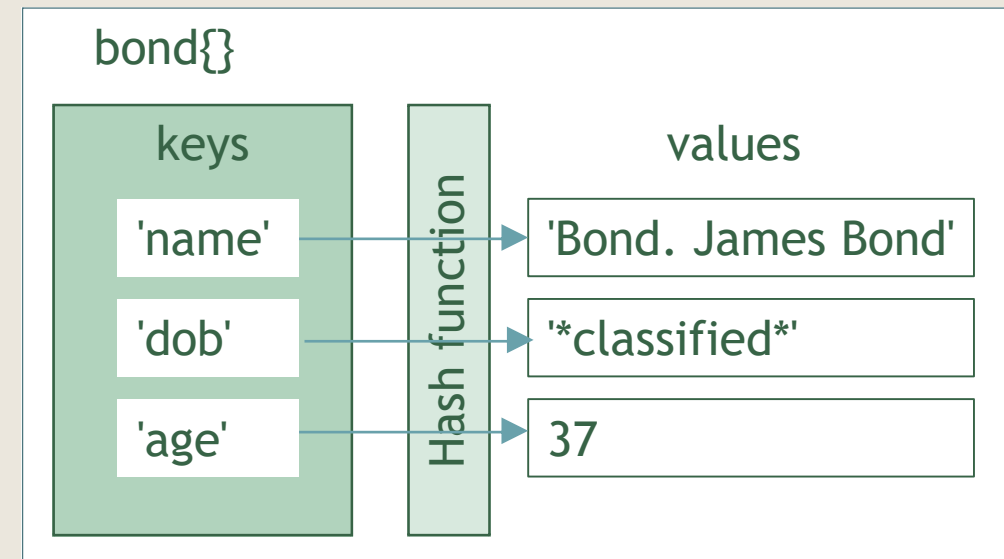 bond{}
keys
Hash function
values
'name'
'Bond. James Bond'
'dob'
'*classified*'
'age'
37